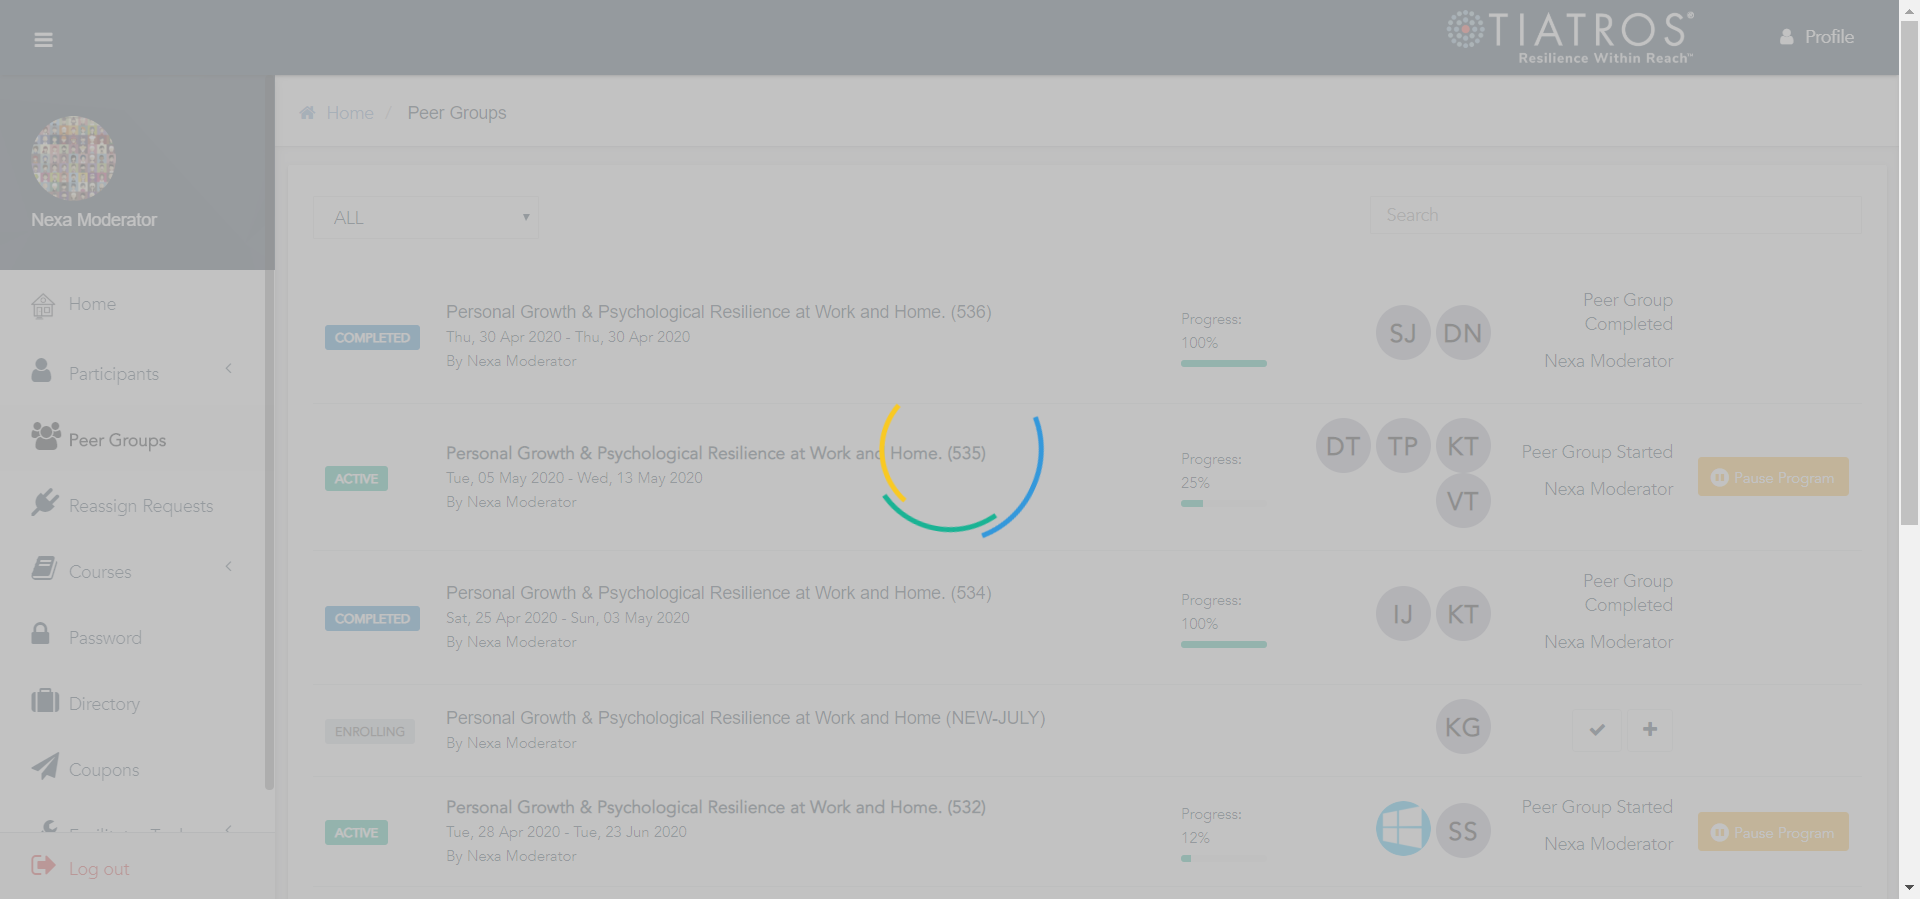 TIATROS®
Resilience Within Reach™
Profile
Nexa Moderator
Home
Participants
Peer Groups
Reassign Requests
Courses
Password
Directory
Coupons
Log out
Home / Peer Groups
ALL
Search
COMPLETED
Personal Growth & Psychological Resilience at Work and Home. (536)
Thu, 30 Apr 2020 - Thu, 30 Apr 2020
By Nexa Moderator
Progress:
100%
SJ DN
Peer Group
Completed
Nexa Moderator
ACTIVE
Personal Growth & Psychological Resilience at Work and Home. (535)
Tue, 05 May 2020 - Wed, 13 May 2020
By Nexa Moderator
Progress:
25%
DT TP KT
VT
Peer Group Started
Nexa Moderator
Pause Program
COMPLETED
Personal Growth & Psychological Resilience at Work and Home. (534)
Sat, 25 Apr 2020 - Sun, 03 May 2020
By Nexa Moderator
Progress:
100%
IJ KT
Peer Group
Completed
Nexa Moderator
ENROLLING
Personal Growth & Psychological Resilience at Work and Home (NEW-JULY)
By Nexa Moderator
KG
ACTIVE
Personal Growth & Psychological Resilience at Work and Home. (532)
Tue, 28 Apr 2020 - Tue, 23 Jun 2020
By Nexa Moderator
Progress:
12%
SS
Peer Group Started
Nexa Moderator
Pause Program